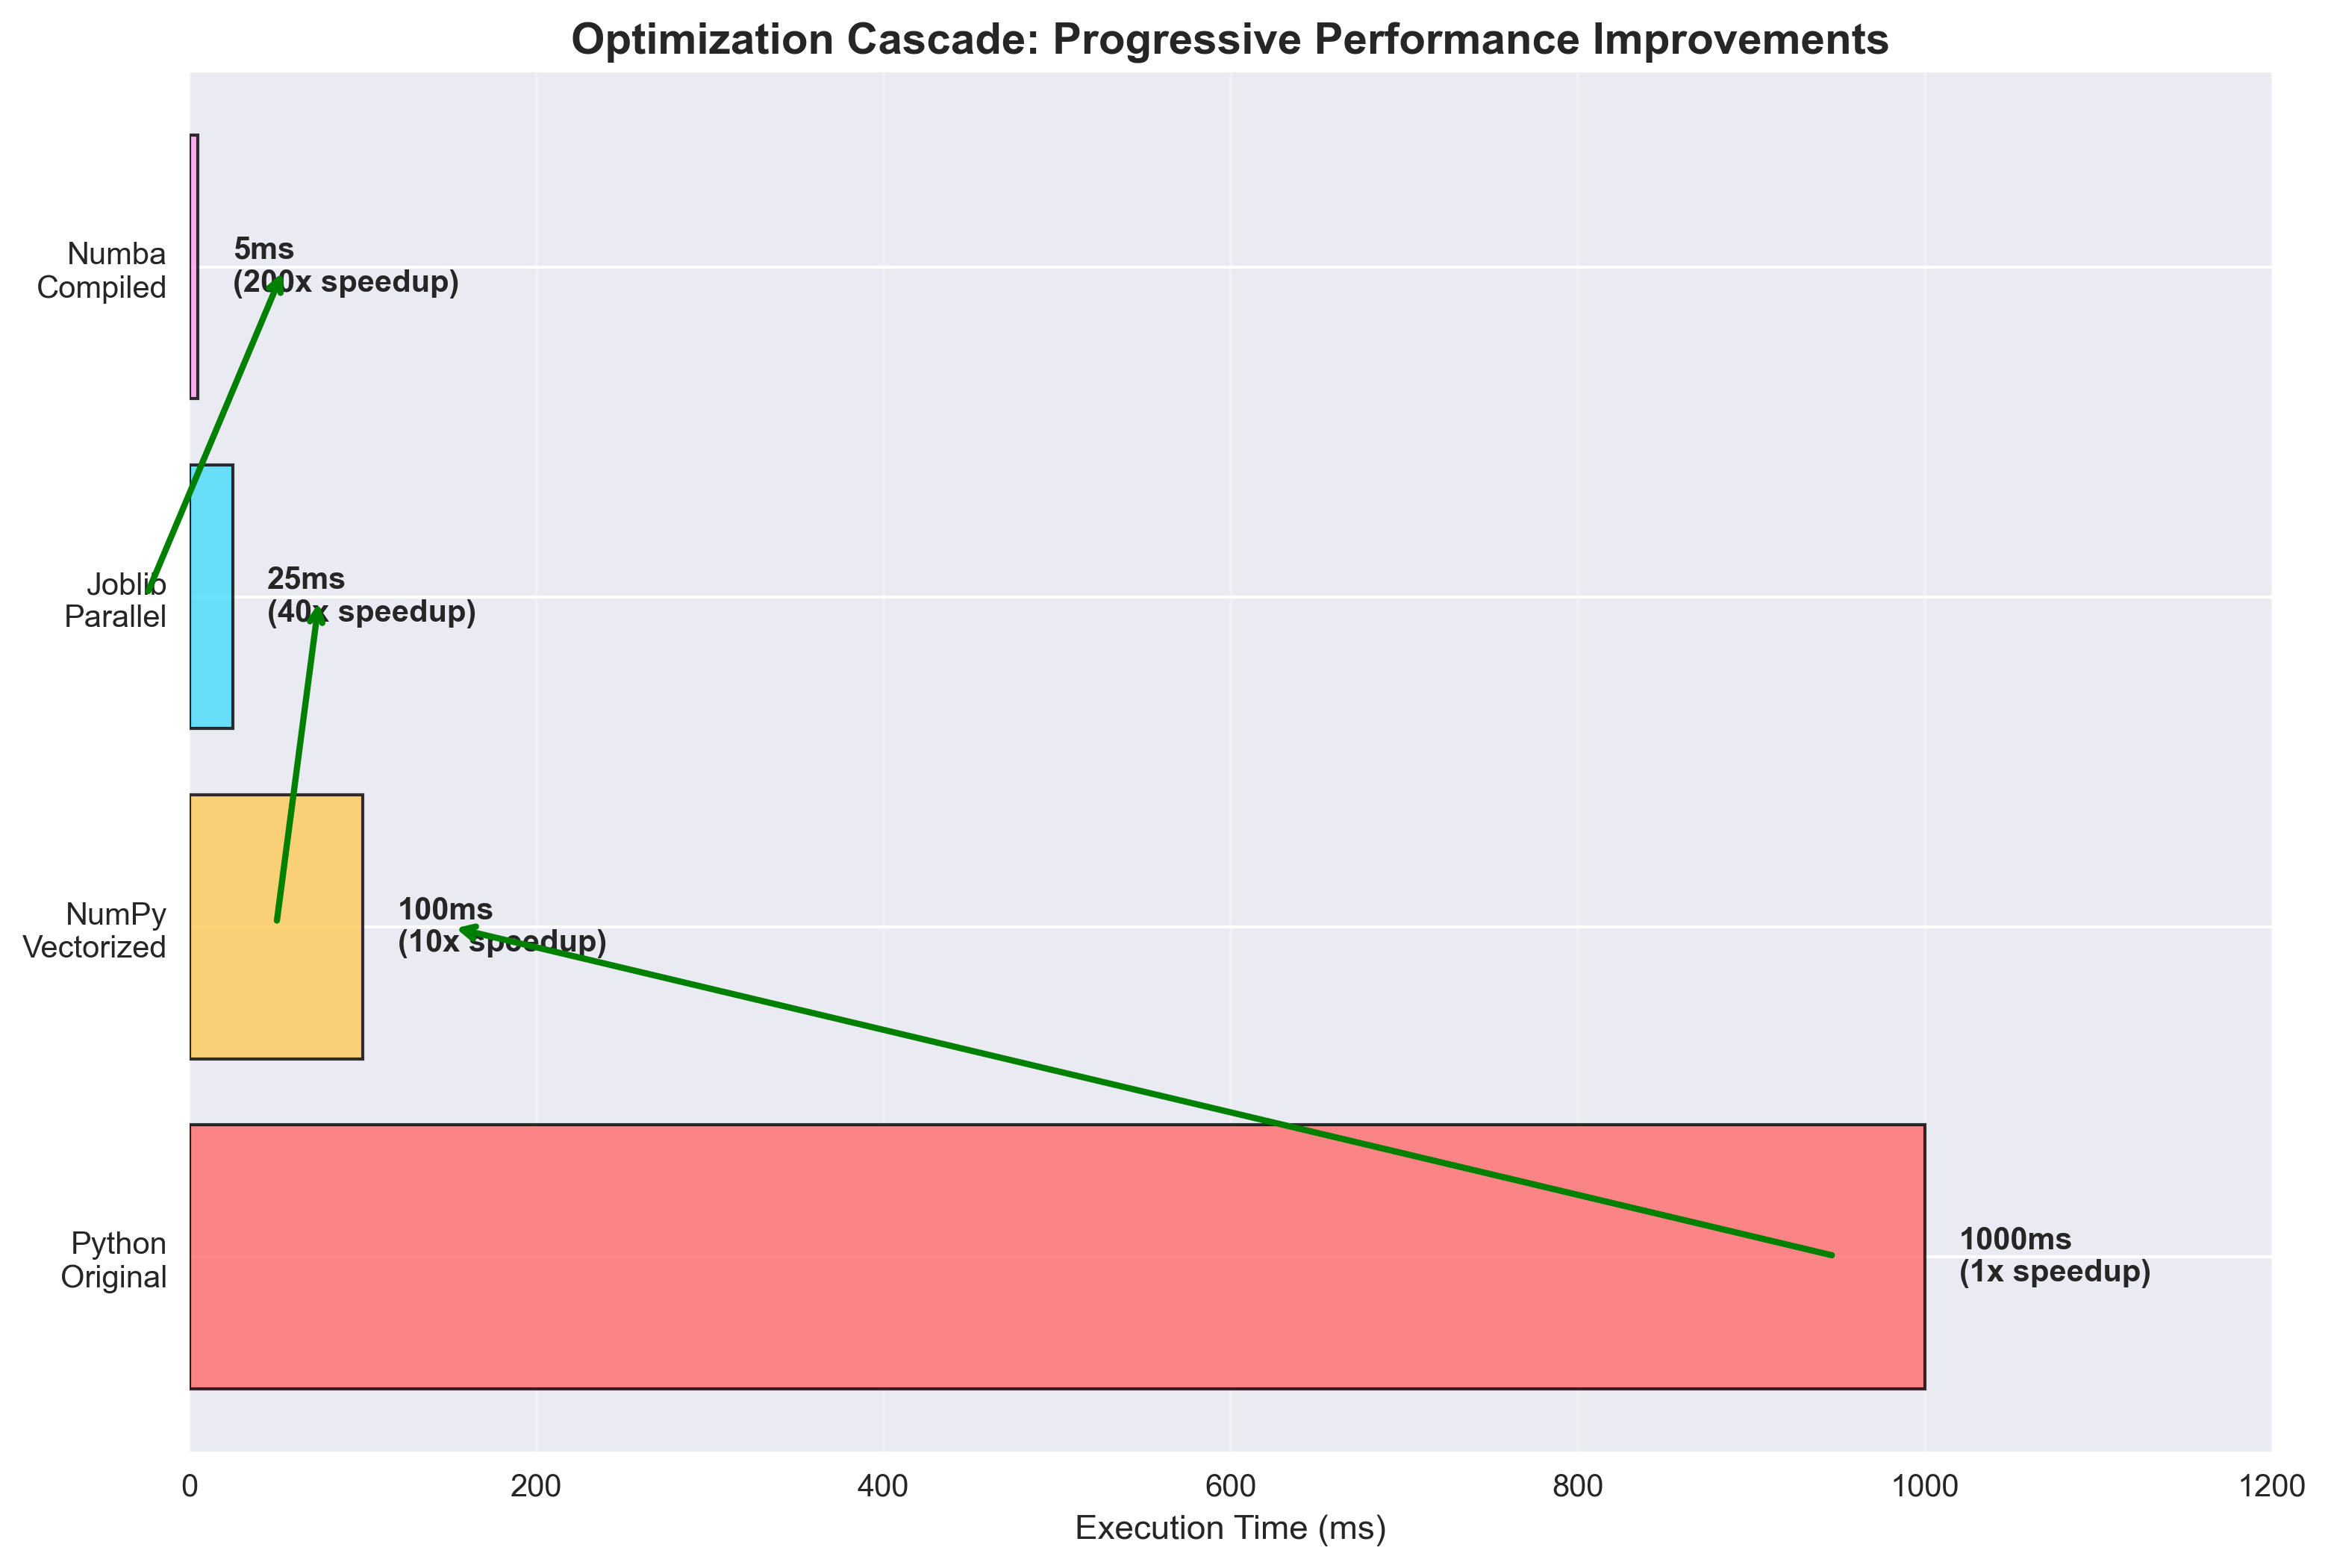 Optimization Cascade: Progressive Performance Improvements
Numba
Compiled
5ms
(200x speedup)
Joblib
Parallel
25ms
(40x speedup)
NumPy
Vectorized
100ms
(10x speedup)
Python
Original
1000ms
(1x speedup)
0 200 400 600 800 1000 1200
Execution Time (ms)